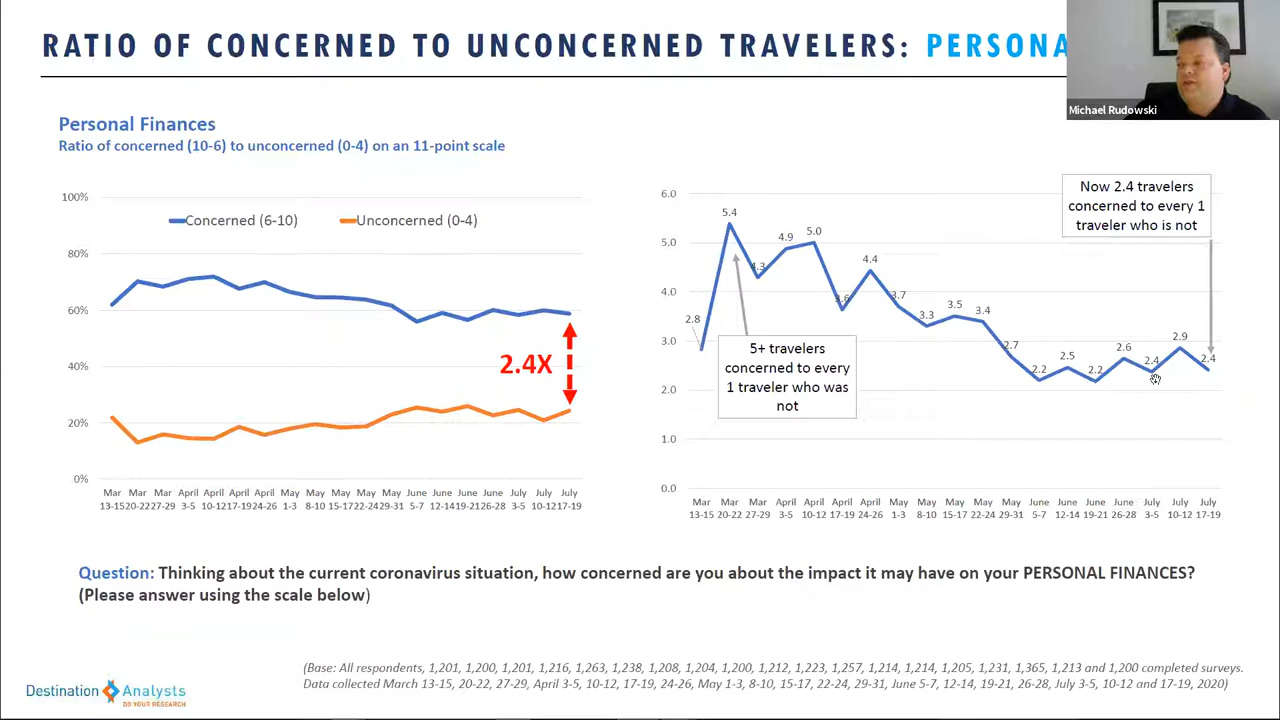 RATIO OF CONCERNED TO UNCONCERNED TRAVELERS: PERSONA
Michael Rudowski
Personal Finances
Ratio of concerned (10-6) to unconcerned (0-4) on an 11-point scale
100%
80%
60%
40%
20%
0%
Concerned (6-10)
Unconcerned (0-4)
2.4X
Mar Mar Mar April April April April May May May May May June June June June July July July
13-15 20-22 27-29 3-5 10-12 17-19 24-26 1-3 8-10 15-17 22-24 29-31 5-7 12-14 19-21 26-28 3-5 10-12 17-19
6.0
5.0
4.0
3.0
2.0
1.0
0.0
2.8
5.4
4.3
4.9
5.0
3.6
4.4
3.7
3.3
3.5
3.4
2.7
2.2
2.5
2.2
2.6
2.4
2.9
2.4
5+ travelers
concerned to every
1 traveler who was
not
Now 2.4 travelers
concerned to every 1
traveler who is not
Mar Mar Mar April April April April May May May May May June June June June July July July
13-15 20-22 27-29 3-5 10-12 17-19 24-26 1-3 8-10 15-17 22-24 29-31 5-7 12-14 19-21 26-28 3-5 10-12 17-19
Question: Thinking about the current coronavirus situation, how concerned are you about the impact it may have on your PERSONAL FINANCES?
(Please answer using the scale below)
(Base: All respondents, 1,201, 1,200, 1,201, 1,216, 1,263, 1,238, 1,208, 1,204, 1,200, 1,212, 1,223, 1,257, 1,214, 1,214, 1,205, 1,231, 1,365, 1,213 and 1,200 completed surveys.
Data collected March 13-15, 20-22, 27-29, April 3-5, 10-12, 17-19, 24-26, May 1-3, 8-10, 15-17, 22-24, 29-31, June 5-7, 12-14, 19-21, 26-28, July 3-5, 10-12 and 17-19, 2020)
Destination Analysts
DO YOUR RESEARCH